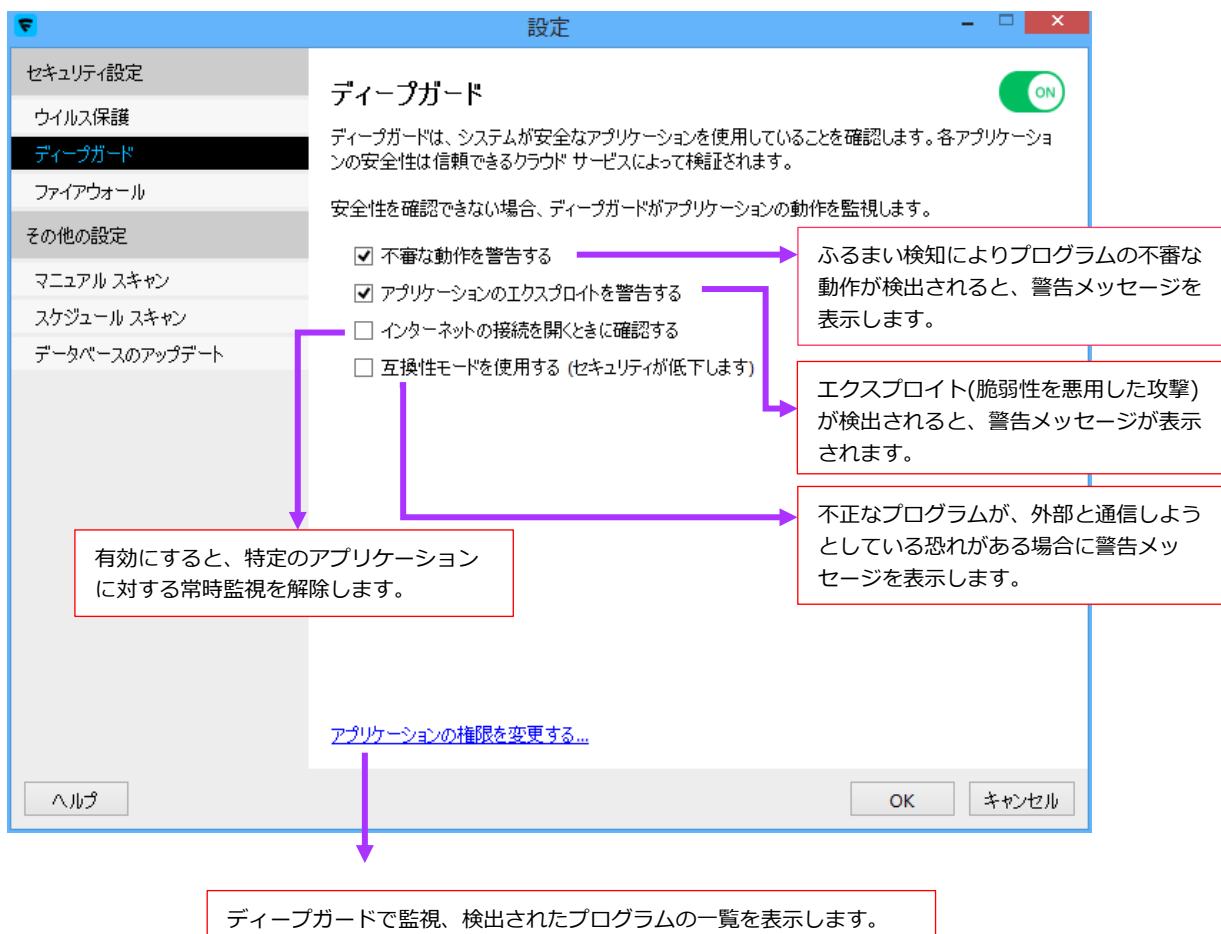 設定
セキュリティ設定
ウイルス保護
ディープガード
ファイアウォール
その他の設定
マニュアル スキャン
スケジュール スキャン
データベースのアップデート
ディープガード
ON
ディープガードは、システムが安全なアプリケーションを使用していることを確認します。各アプリケーショ
ンの安全性は信頼できるクラウド サービスによって検証されます。
安全性を確認できない場合、ディープガードがアプリケーションの動作を監視します。
不審な動作を警告する
アプリケーションのエクスプロイトを警告する
インターネットの接続を開くときに確認する
互換性モードを使用する (セキュリティが低下します)
ふるまい検知によりプログラムの不審な
動作が検出されると、警告メッセージを
表示します。
エクスプロイト(脆弱性を悪用した攻撃)
が検出されると、警告メッセージが表示
されます。
不正なプログラムが、外部と通信しよう
としている恐れがある場合に警告メッ
セージを表示します。
有効にすると、特定のアプリケーション
に対する常時監視を解除します。
アプリケーションの権限を変更する...
ヘルプ
OK
キャンセル
ディープガードで監視、検出されたプログラムの一覧を表示します。